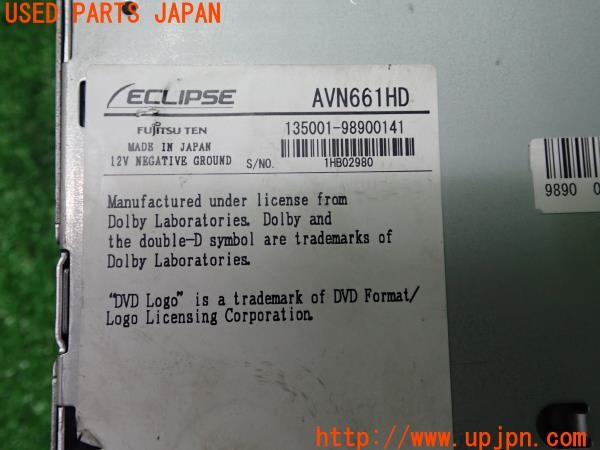 USED PARTS JAPAN
ECLIPSE
AVN661HD
FUJITSU TEN
135001-98900141
MADE IN JAPAN
12V NEGATIVE GROUND
S/NO.
1HB02980
9890 0
Manufactured under license from
Dolby Laboratories. Dolby and
the double-D symbol are trademarks of
Dolby Laboratories.
"DVD Logo" is a trademark of DVD Format/
Logo Licensing Corporation.
http://www.upjpn.com/